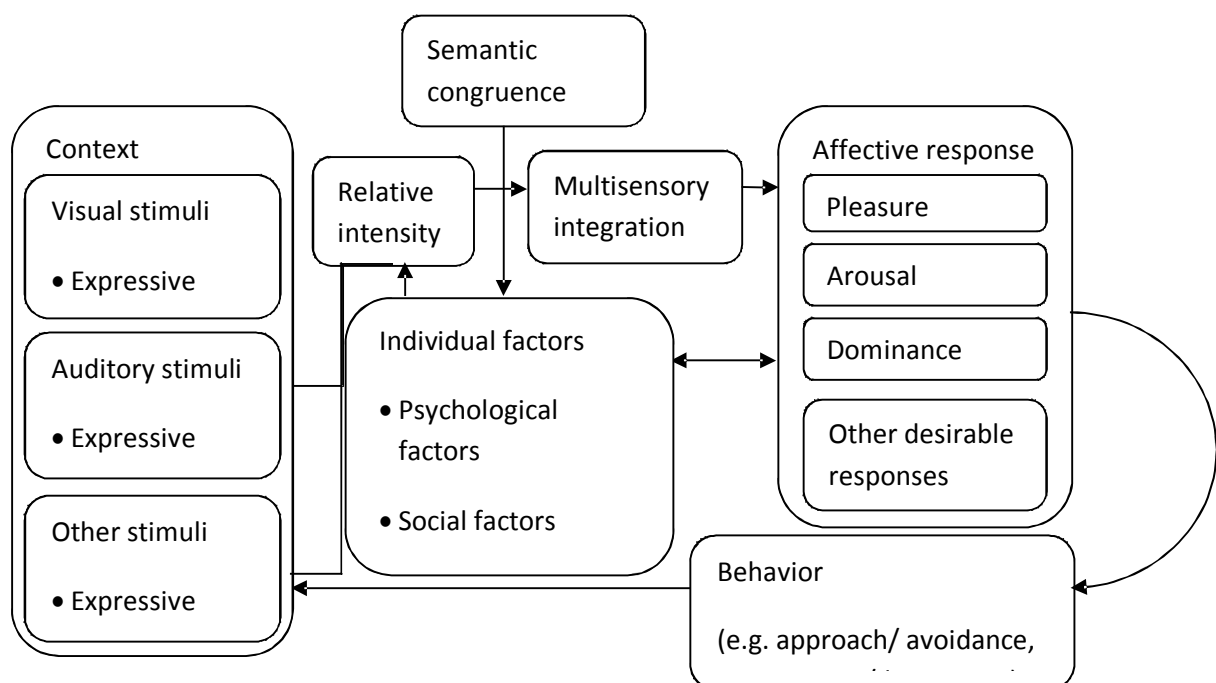 Semantic
congruence
Context
Visual stimuli
• Expressive
Auditory stimuli
• Expressive
Other stimuli
• Expressive
Relative
intensity
Multisensory
integration
Individual factors
• Psychological
factors
• Social factors
Affective response
Pleasure
Arousal
Dominance
Other desirable
responses
Behavior
(e.g. approach/ avoidance,